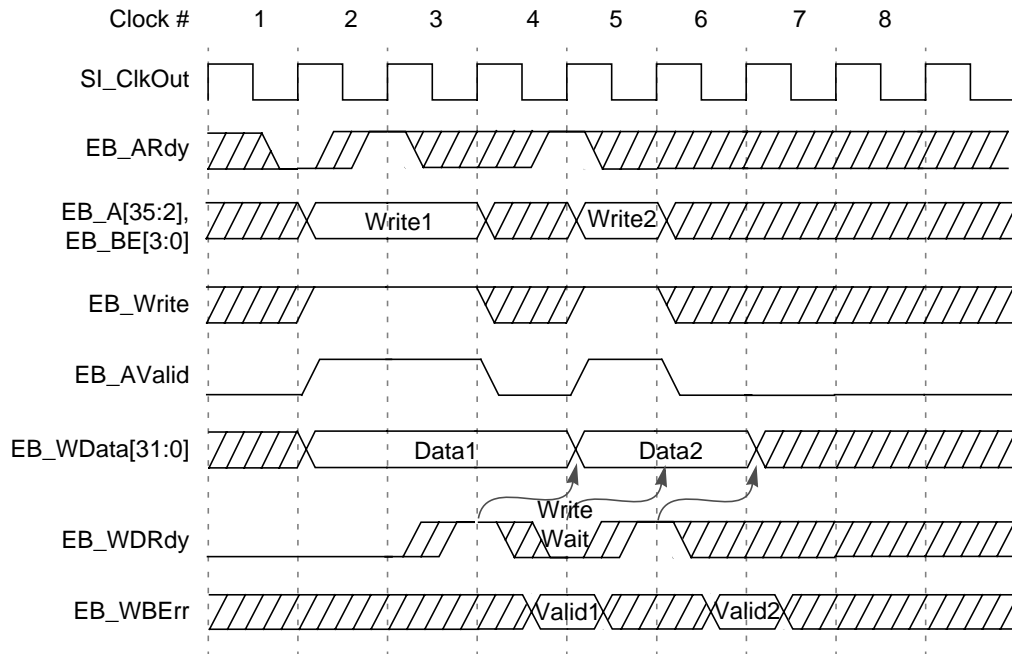 Clock # 1 2 3 4 5 6 7 8
SI_ClkOut
EB_ARdy
EB_A[35:2],
EB_BE[3:0]
Write1 Write2
EB_Write
EB_AValid
EB_WData[31:0] Data1 Data2
Write
Wait
EB_WDRdy
EB_WBErr Valid1 Valid2